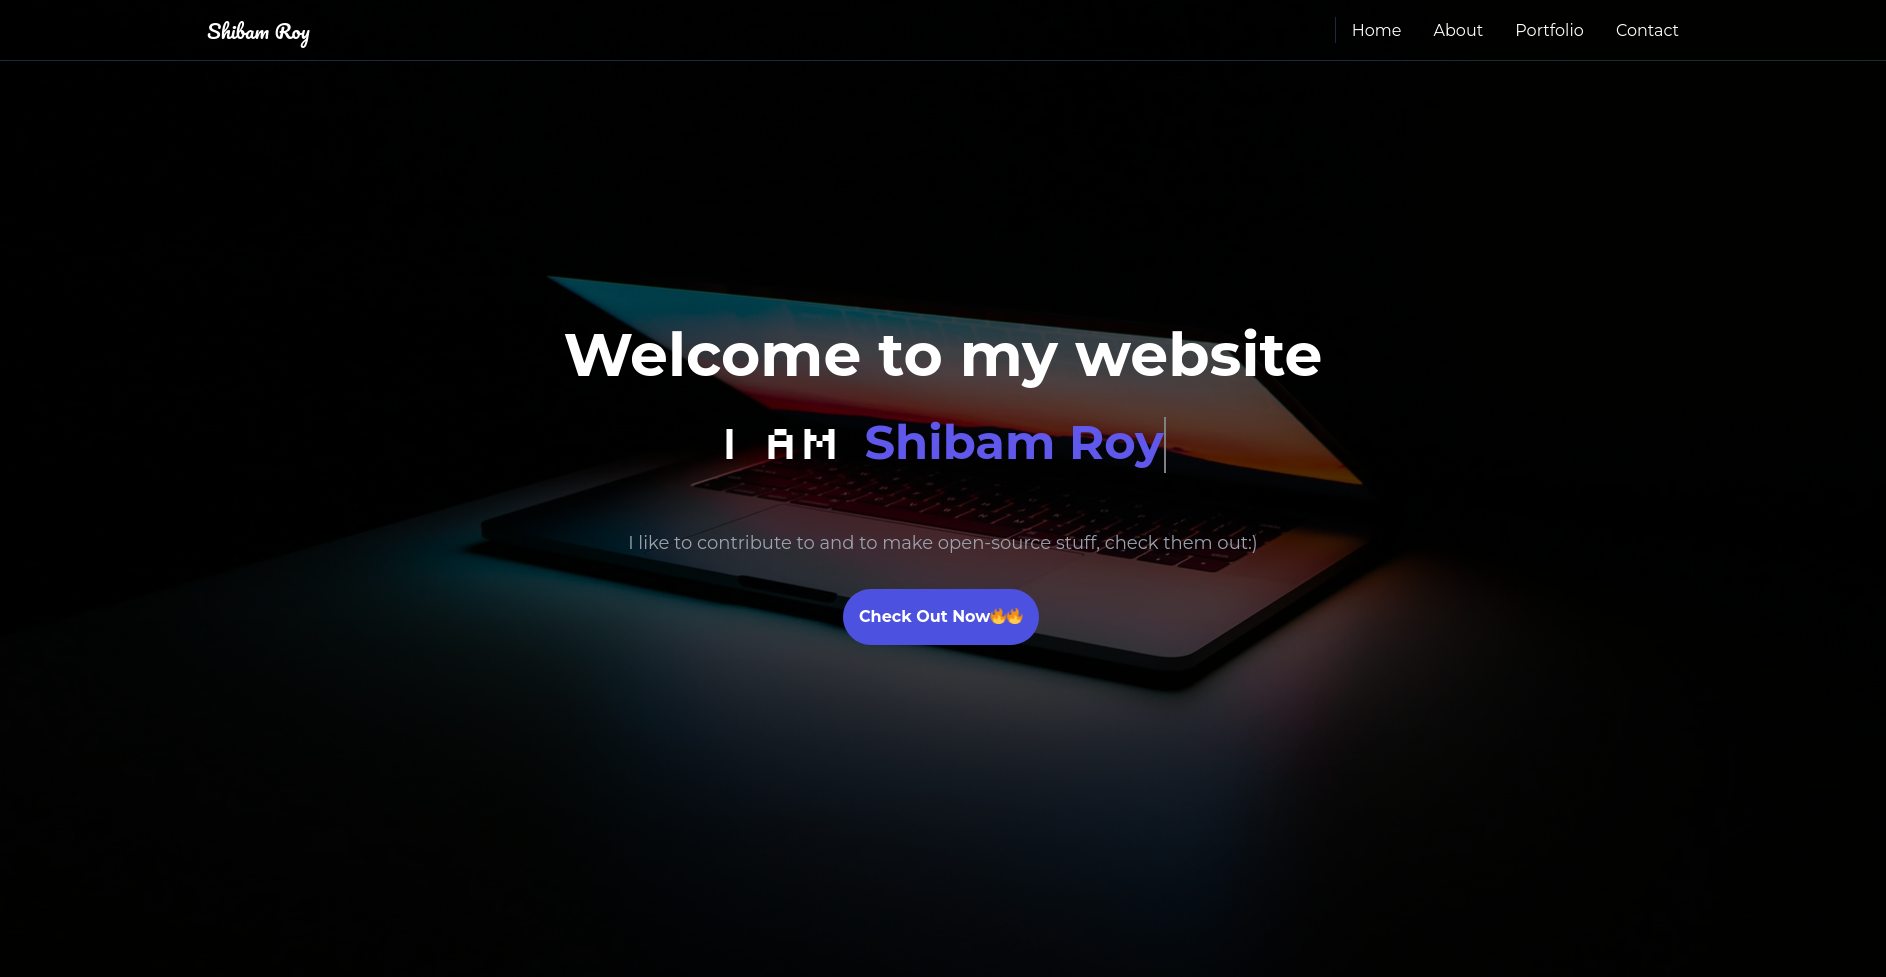 Shibam Roy
Home About Portfolio Contact
Welcome to my website
I AM Shibam Roy
I like to contribute to and to make open-source stuff, check them out:)
Check Out Now🔥🔥